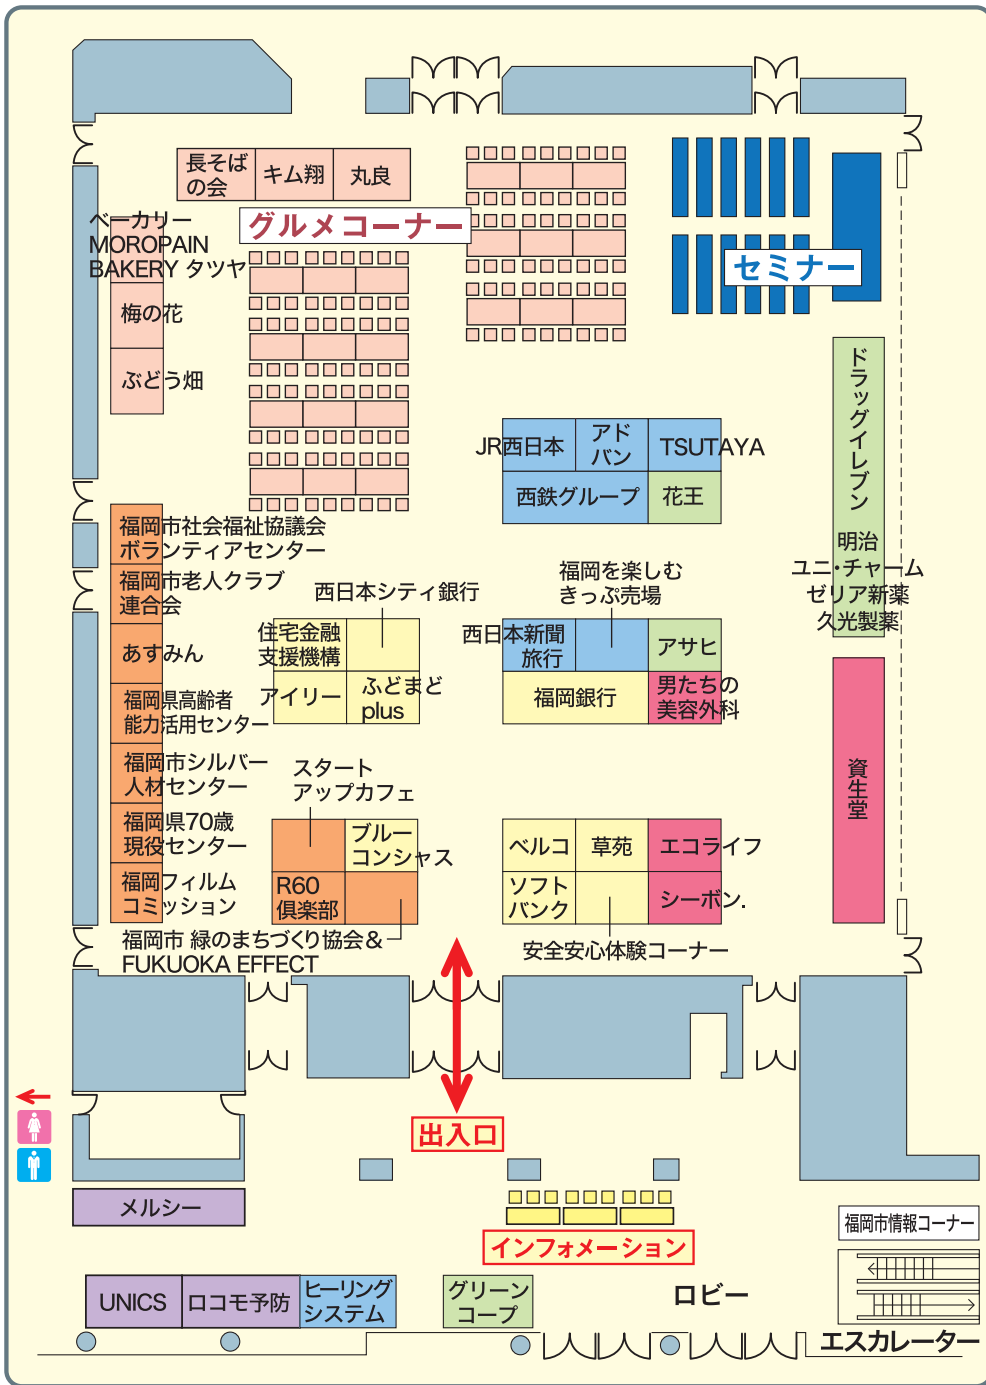 長そば
の会
キム翔
丸良
グルメコーナー
セミナー
ベーカリー
MOROPAIN
BAKERY タツヤ
梅の花
ぶどう畑
JR西日本
アド
バン
TSUTAYA
西鉄グループ
花王
ドラッグイレブン
明治
ユニ・チャーム
ゼリア新薬
久光製薬
福岡市社会福祉協議会
ボランティアセンター
福岡市老人クラブ
連合会
あすみん
福岡県高齢者
能力活用センター
福岡市シルバー
人材センター
福岡県70歳
現役センター
福岡フィルム
コミッション
西日本シティ銀行
住宅金融
支援機構
アイリー
ふどまど
plus
福岡を楽しむ
きっぷ売場
西日本新聞
旅行
アサヒ
福岡銀行
男たちの
美容外科
資生堂
スタート
アップカフェ
ブルー
コンシャス
R60
倶楽部
福岡市 緑のまちづくり協会&
FUKUOKA EFFECT
ベルコ
草苑
エコライフ
ソフト
バンク
シーボン.
安全安心体験コーナー
出入口
メルシー
インフォメーション
福岡市情報コーナー
UNICS
ロコモ予防
ヒーリング
システム
グリーン
コープ
ロビー
エスカレーター